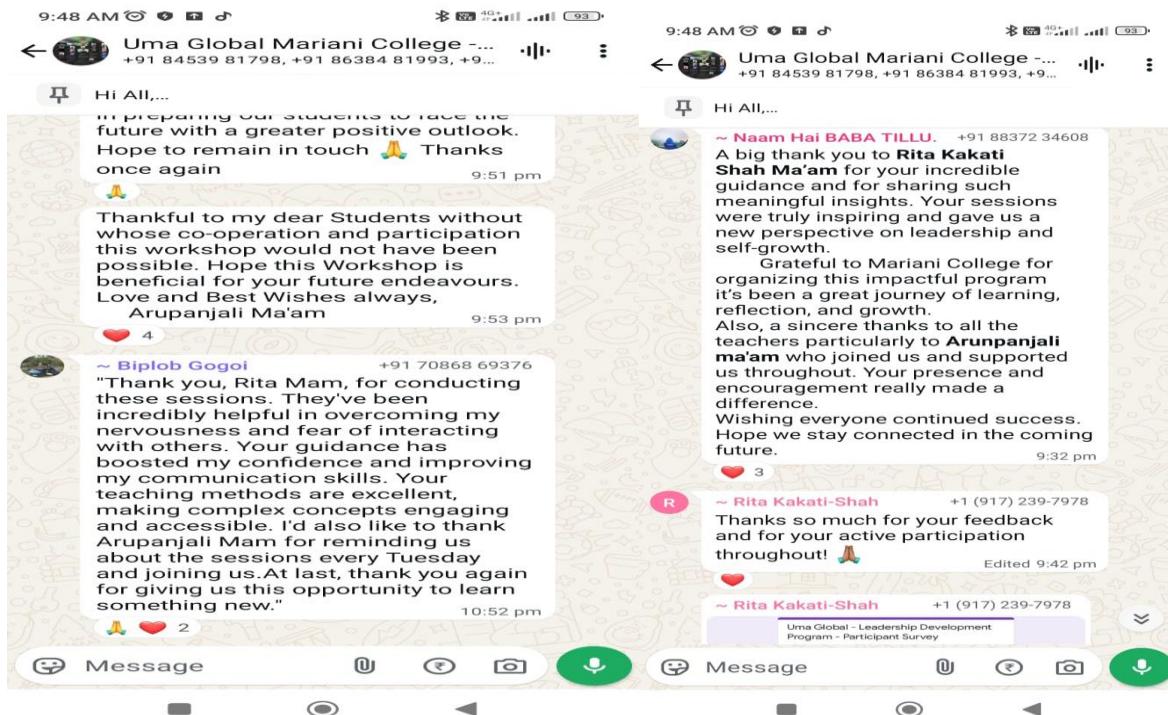 9:48 AM
4G+
93
Uma Global Mariani College -...
+91 84539 81798, +91 86384 81993, +9...
Hi All,...
in preparing our students to face the
future with a greater positive outlook.
Hope to remain in touch 🙏 Thanks
once again
9:51 pm
🙏
Thankful to my dear Students without
whose co-operation and participation
this workshop would not have been
possible. Hope this Workshop is
beneficial for your future endeavours.
Love and Best Wishes always,
Arupanjali Ma'am
9:53 pm
❤️ 4
~ Biplob Gogoi +91 70868 69376
"Thank you, Rita Mam, for conducting
these sessions. They've been
incredibly helpful in overcoming my
nervousness and fear of interacting
with others. Your guidance has
boosted my confidence and improving
my communication skills. Your
teaching methods are excellent,
making complex concepts engaging
and accessible. I'd also like to thank
Arupanjali Mam for reminding us
about the sessions every Tuesday
and joining us.At last, thank you again
for giving us this opportunity to learn
something new."
10:52 pm
🙏 ❤️ 2
Message
9:48 AM
4G+
93
Uma Global Mariani College -...
+91 84539 81798, +91 86384 81993, +9...
Hi All,...
~ Naam Hai BABA TILLU. +91 88372 34608
A big thank you to Rita Kakati
Shah Ma'am for your incredible
guidance and for sharing such
meaningful insights. Your sessions
were truly inspiring and gave us a
new perspective on leadership and
self-growth.
Grateful to Mariani College for
organizing this impactful program
it's been a great journey of learning,
reflection, and growth.
Also, a sincere thanks to all the
teachers particularly to Arunpanjali
ma'am who joined us and supported
us throughout. Your presence and
encouragement really made a
difference.
Wishing everyone continued success.
Hope we stay connected in the coming
future.
9:32 pm
❤️ 3
R
~ Rita Kakati-Shah +1 (917) 239-7978
Thanks so much for your feedback
and for your active participation
throughout! 🙏🏾
Edited 9:42 pm
❤️
~ Rita Kakati-Shah +1 (917) 239-7978
Uma Global - Leadership Development
Program - Participant Survey
Message